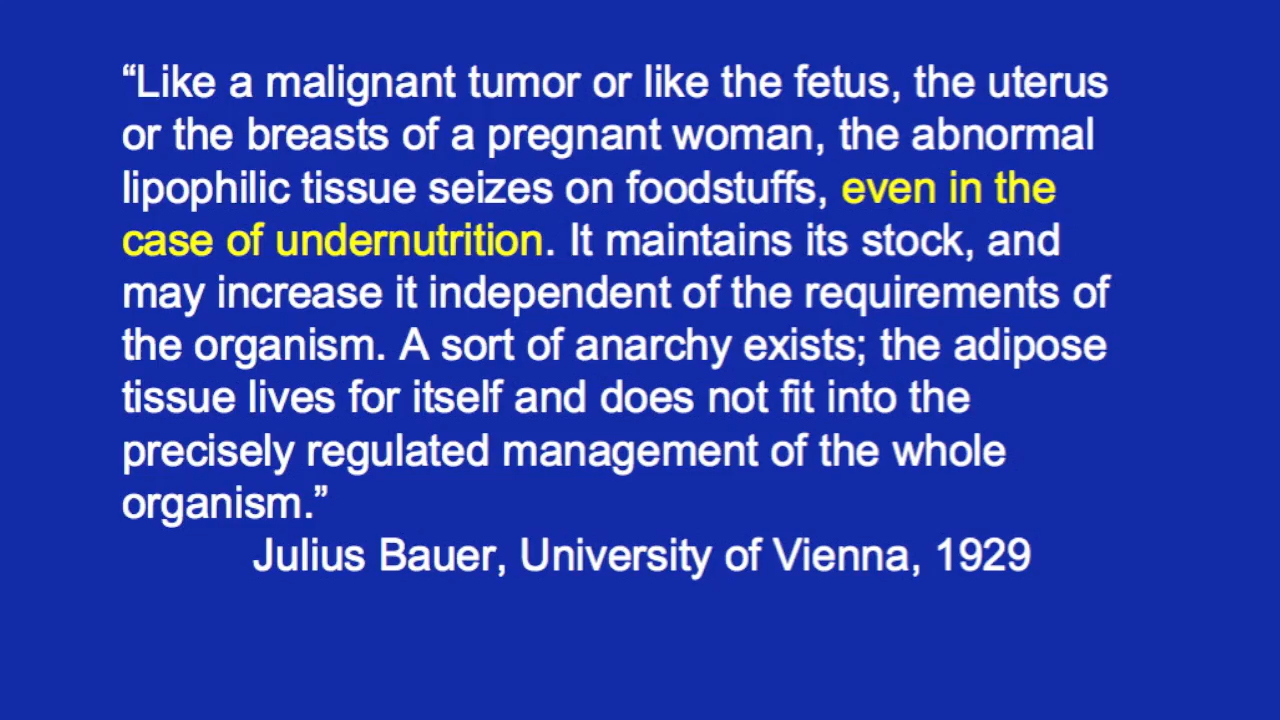 “Like a malignant tumor or like the fetus, the uterus
or the breasts of a pregnant woman, the abnormal
lipophilic tissue seizes on foodstuffs, even in the
case of undernutrition. It maintains its stock, and
may increase it independent of the requirements of
the organism. A sort of anarchy exists; the adipose
tissue lives for itself and does not fit into the
precisely regulated management of the whole
organism.”
Julius Bauer, University of Vienna, 1929